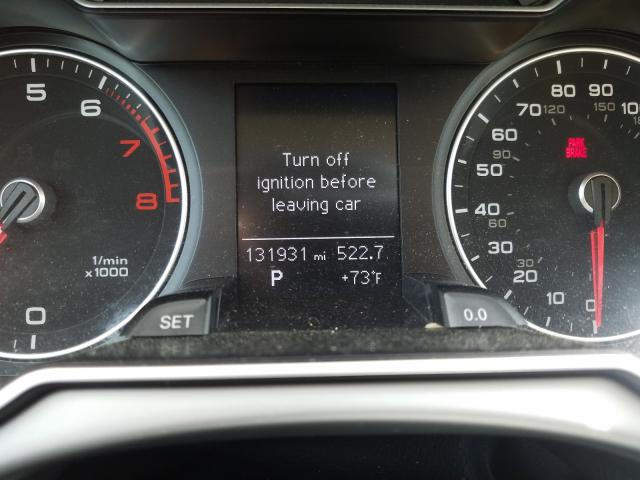 5
6
7
8
1/min
x1000
0
SET
Turn off
ignition before
leaving car
131931 mi 522.7
P +73°F
0.0
80 90
70 120 150 100
60
90
50
40
60
30
30
20
10
0
PARK
BRAKE